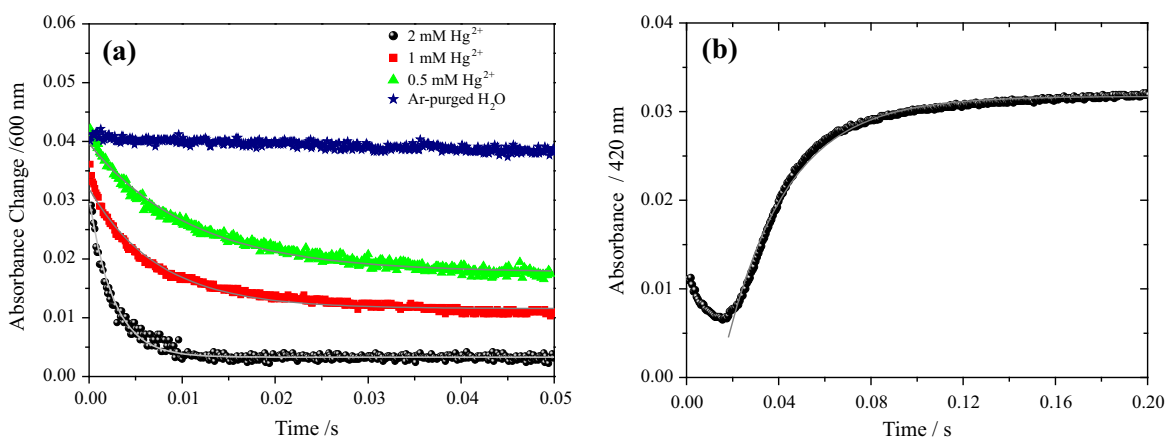 (a)
2 mM Hg²⁺
1 mM Hg²⁺
0.5 mM Hg²⁺
Ar-purged H₂O
Absorbance Change /600 nm
0.06
0.05
0.04
0.03
0.02
0.01
0.00
0.00 0.01 0.02 0.03 0.04 0.05
Time /s
(b)
Absorbance / 420 nm
0.04
0.03
0.02
0.01
0.00
0.00 0.04 0.08 0.12 0.16 0.20
Time / s